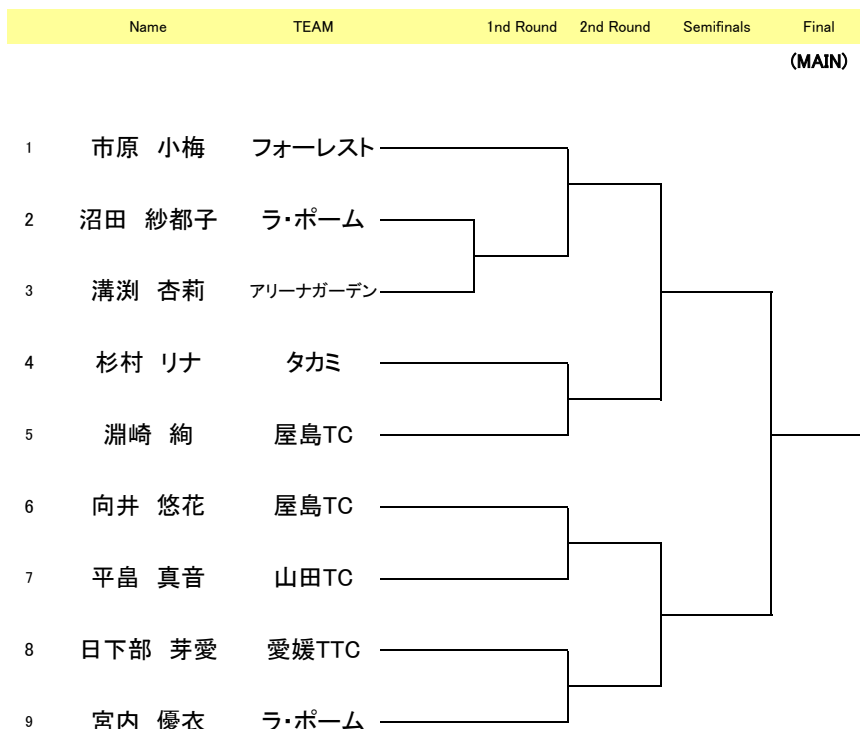 Name TEAM 1nd Round 2nd Round Semifinals Final
(MAIN)
1 市原 小梅 フォーレスト
2 沼田 紗都子 ラ・ポーム
3 溝渕 杏莉 アリーナガーデン
4 杉村 リナ タカミ
5 淵崎 絢 屋島TC
6 向井 悠花 屋島TC
7 平畠 真音 山田TC
8 日下部 芽愛 愛媛TTC
9 宮内 優衣 ラ・ポーム